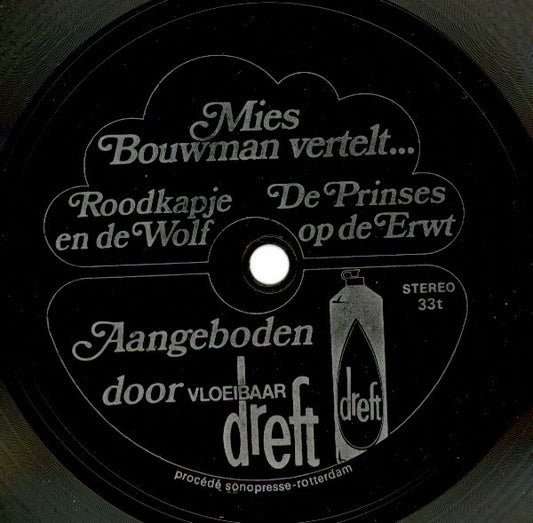 Mies
Bouwman vertelt...
Roodkapje
en de Wolf
De Prinses
op de Erwt
STEREO
33t
Aangeboden
door VLOEIBAAR
dreft
dreft
procédé sonopresse-rotterdam